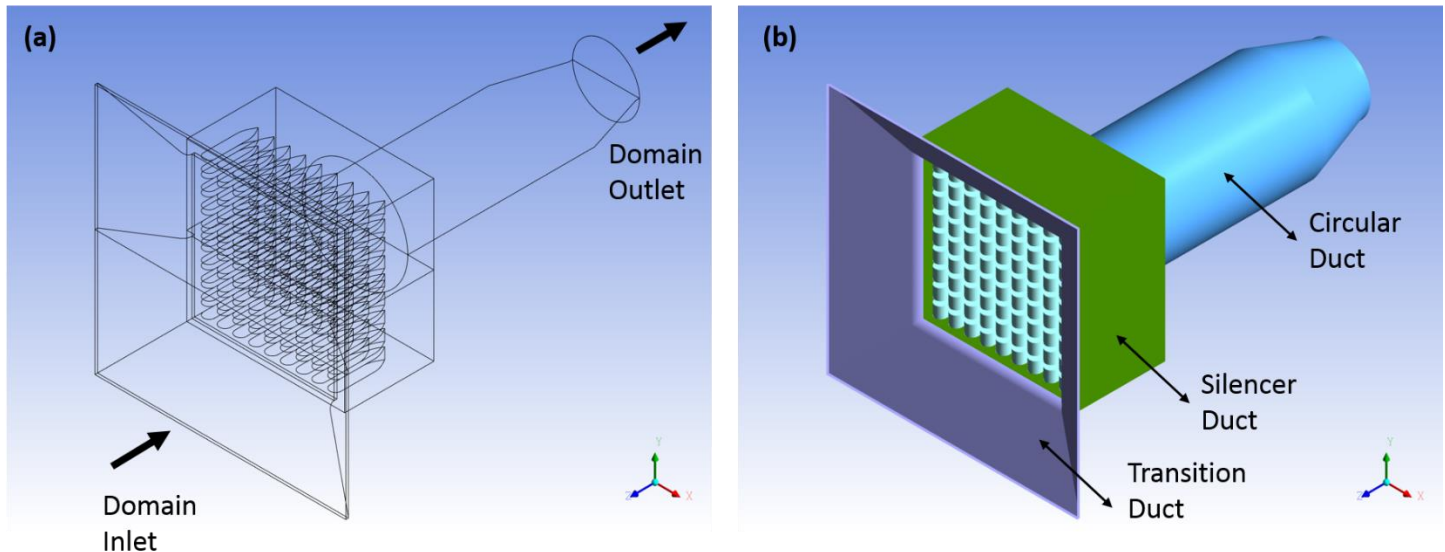 (a)
Domain
Outlet
Domain
Inlet
Y
Z
X
(b)
Circular
Duct
Silencer
Duct
Transition
Duct
Y
Z
X